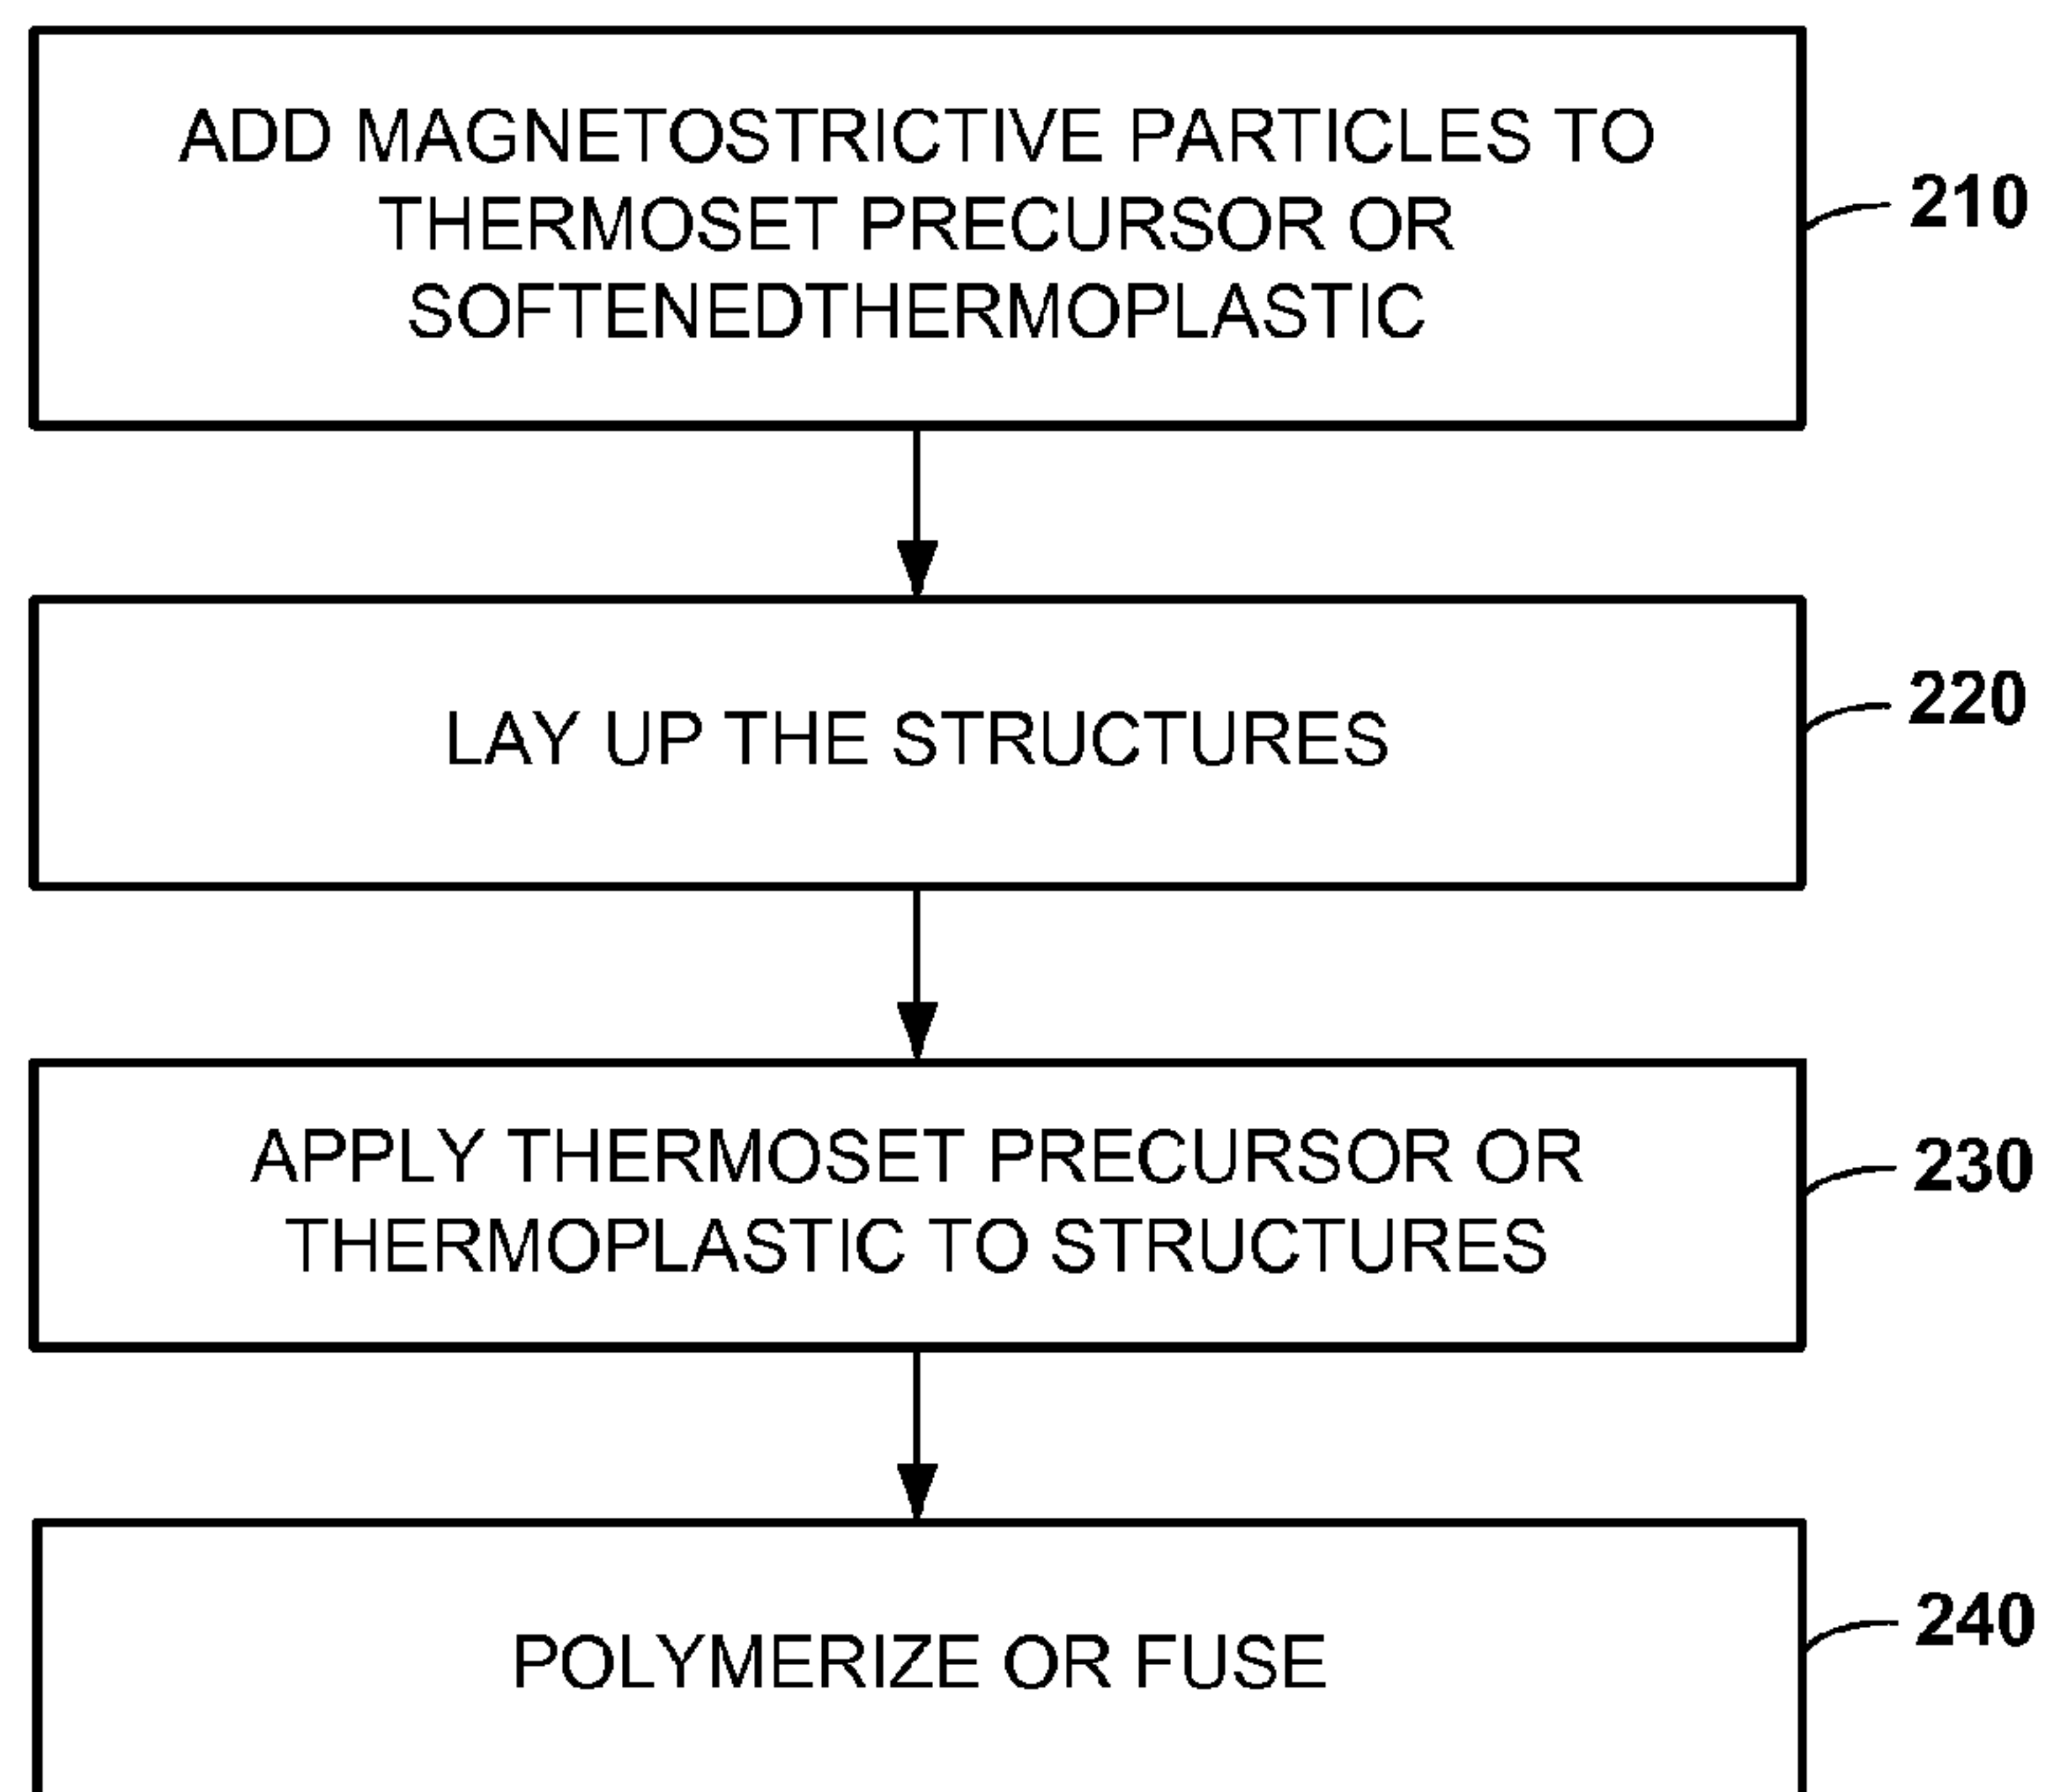 ADD MAGNETOSTRICTIVE PARTICLES TO
THERMOSET PRECURSOR OR
SOFTENEDTHERMOPLASTIC
210
LAY UP THE STRUCTURES
220
APPLY THERMOSET PRECURSOR OR
THERMOPLASTIC TO STRUCTURES
230
POLYMERIZE OR FUSE
240